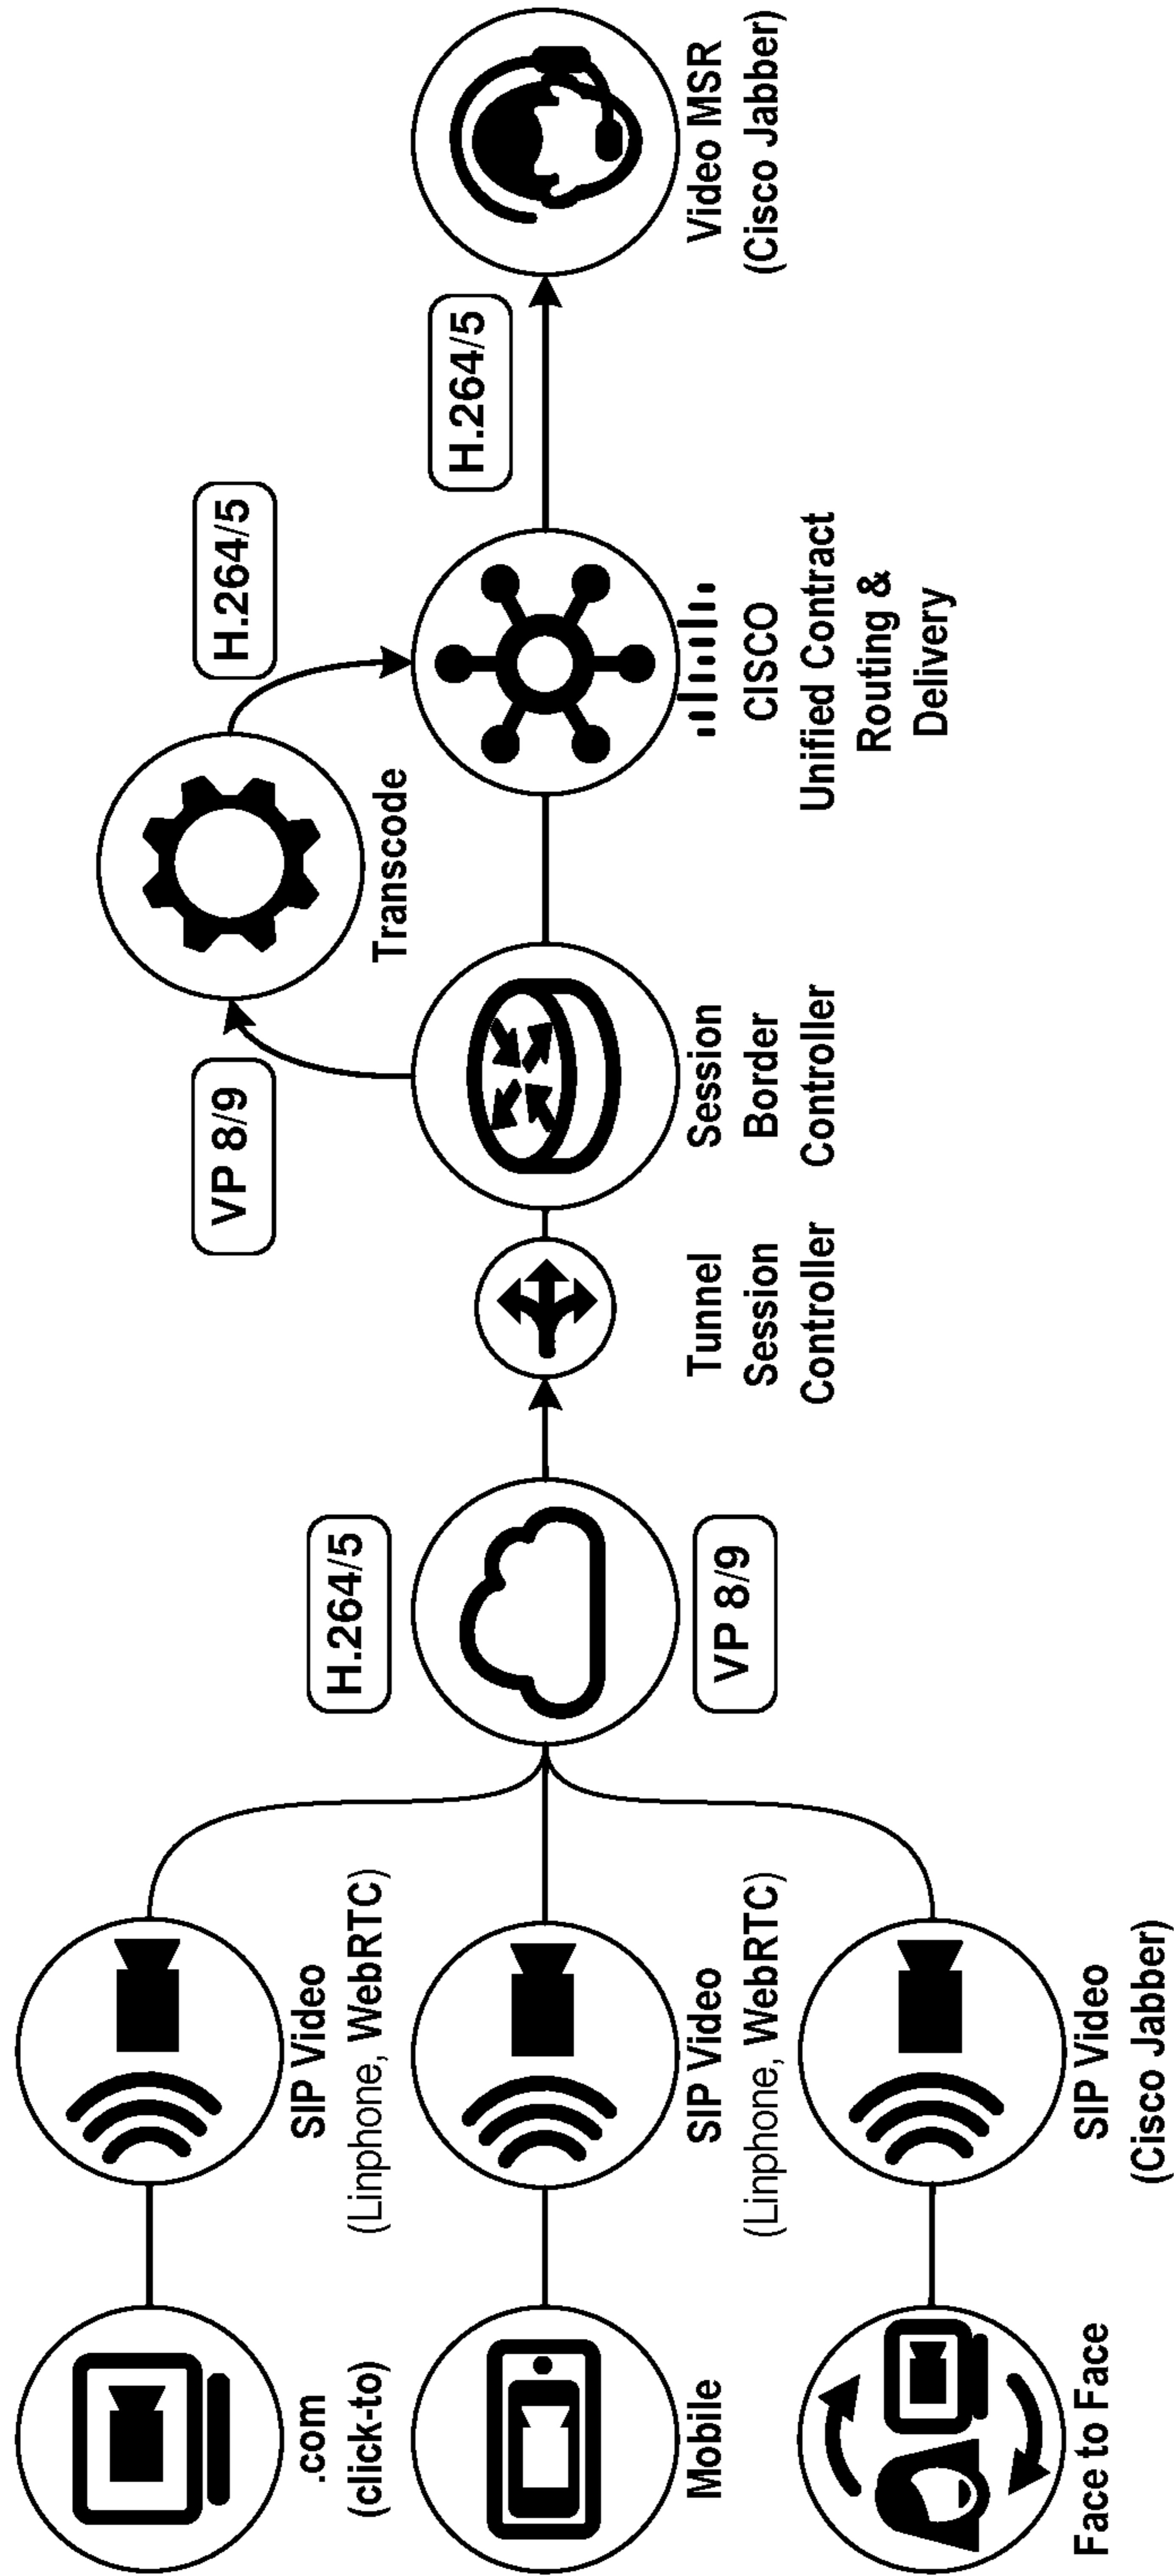 .com
(click-to)
SIP Video
(Linphone, WebRTC)
Mobile
SIP Video
(Linphone, WebRTC)
Face to Face
SIP Video
(Cisco Jabber)
H.264/5
VP 8/9
Tunnel
Session
Controller
Session
Border
Controller
VP 8/9
Transcode
H.264/5
CISCO
Unified Contract
Routing &
Delivery
H.264/5
Video MSR
(Cisco Jabber)